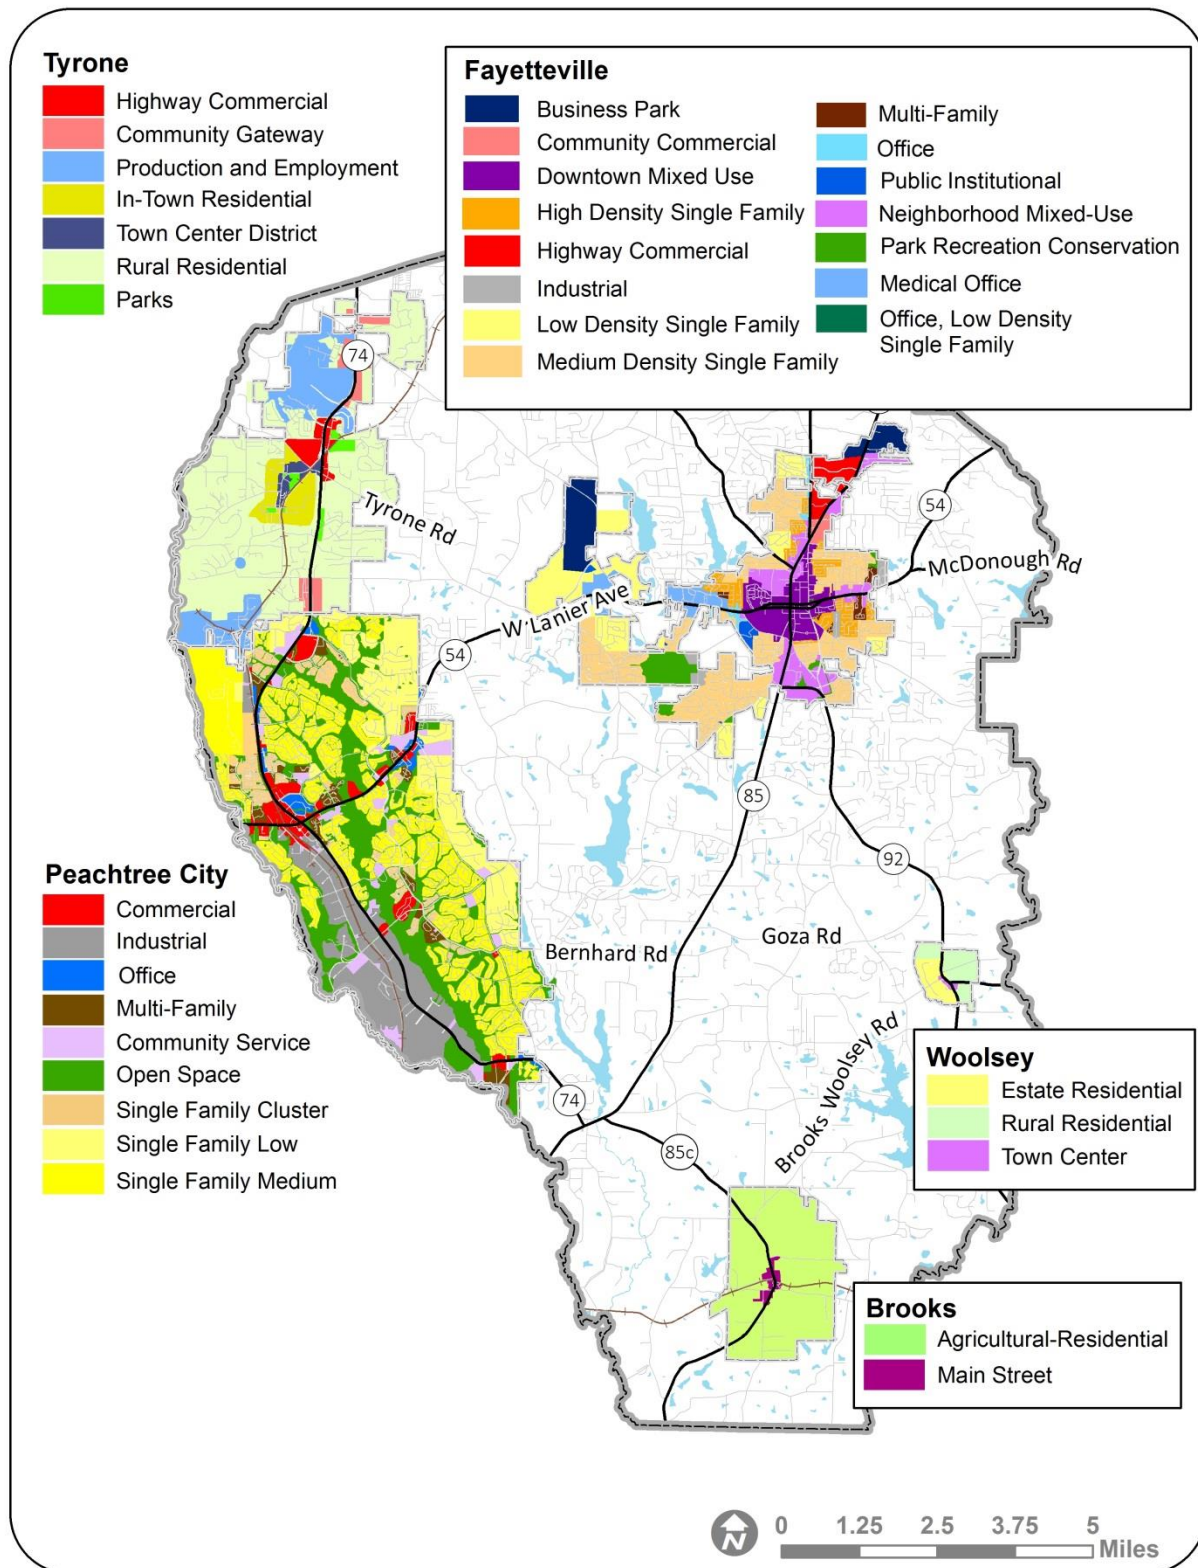 Tyrone
Highway Commercial
Community Gateway
Production and Employment
In-Town Residential
Town Center District
Rural Residential
Parks
Fayetteville
Business Park
Community Commercial
Downtown Mixed Use
High Density Single Family
Highway Commercial
Industrial
Low Density Single Family
Medium Density Single Family
Multi-Family
Office
Public Institutional
Neighborhood Mixed-Use
Park Recreation Conservation
Medical Office
Office, Low Density
Single Family
74
Tyrone Rd
54
McDonough Rd
W Lanier Ave
54
85
92
Peachtree City
Commercial
Industrial
Office
Multi-Family
Community Service
Open Space
Single Family Cluster
Single Family Low
Single Family Medium
Bernhard Rd
Goza Rd
Brooks Woolsey Rd
74
85c
Woolsey
Estate Residential
Rural Residential
Town Center
Brooks
Agricultural-Residential
Main Street
N
0 1.25 2.5 3.75 5
Miles